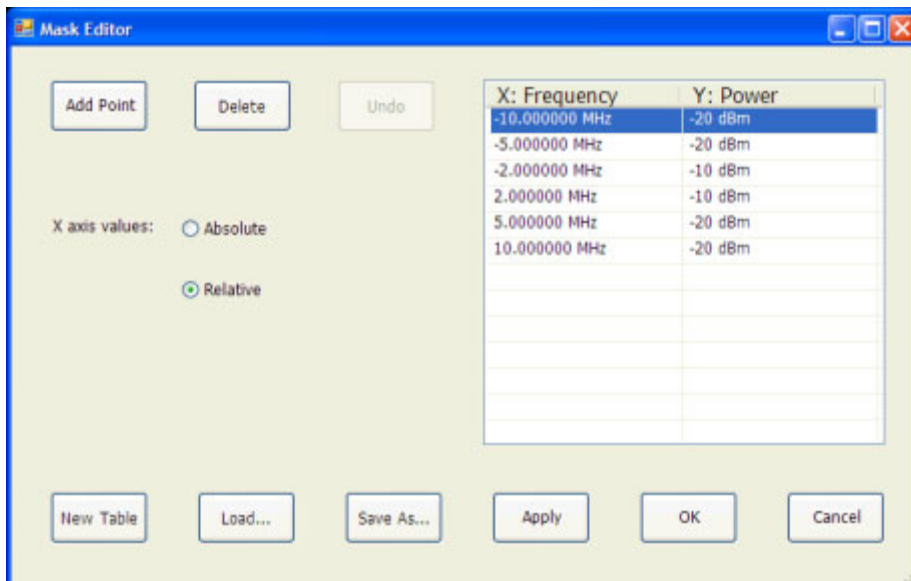 Mask Editor
Add Point
Delete
Undo
X axis values:
Absolute
Relative
X: Frequency Y: Power
-10.000000 MHz -20 dBm
-5.000000 MHz -20 dBm
-2.000000 MHz -10 dBm
2.000000 MHz -10 dBm
5.000000 MHz -20 dBm
10.000000 MHz -20 dBm
New Table
Load...
Save As...
Apply
OK
Cancel